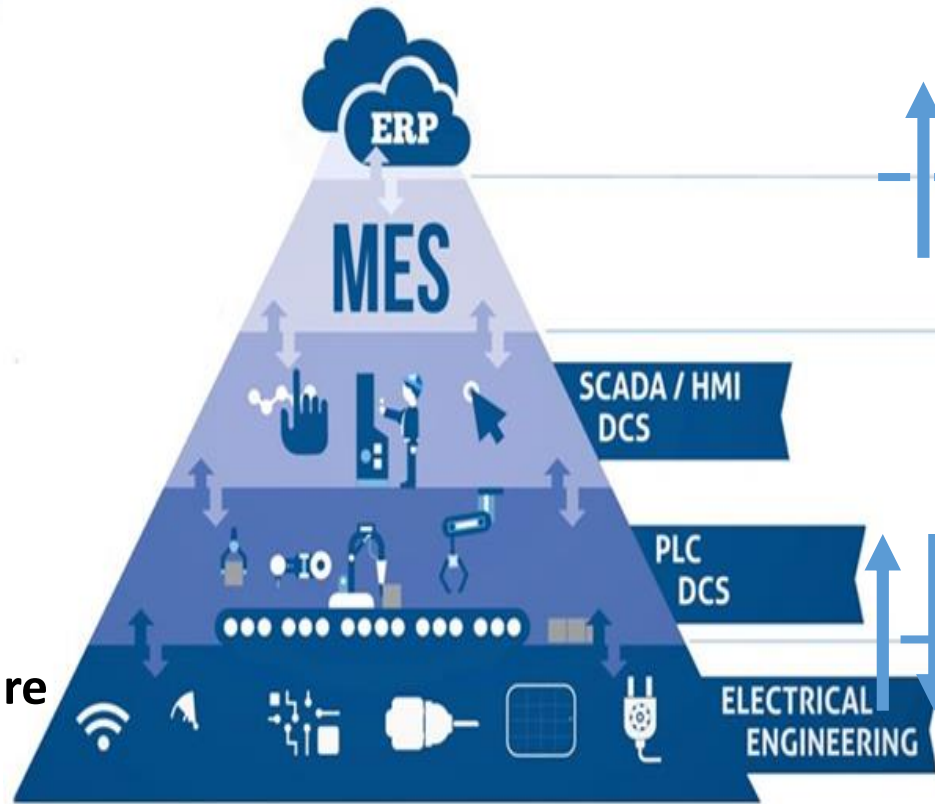 ERP
MES
SCADA / HMI
DCS
PLC
DCS
re
ELECTRICAL
ENGINEERING